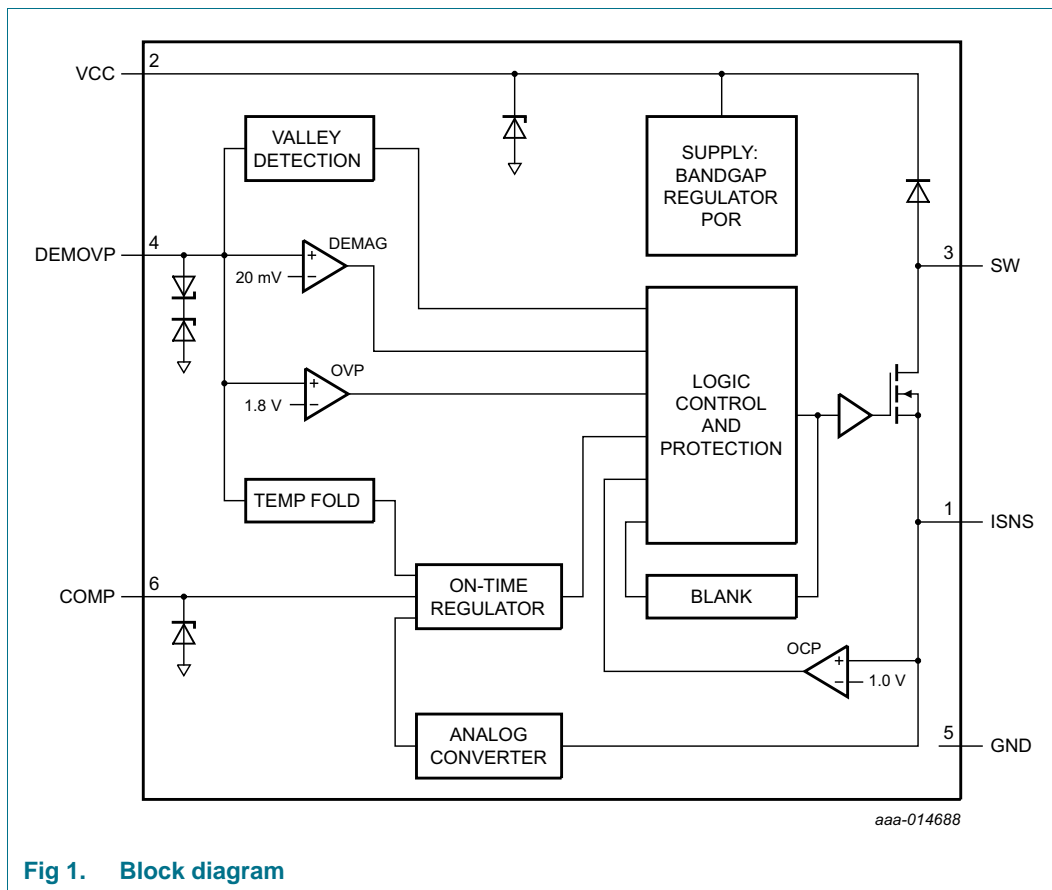 VCC
2
VALLEY
DETECTION
SUPPLY:
BANDGAP
REGULATOR
POR
DEMOVP
4
DEMAG
+
20 mV
−
3
SW
OVP
+
1.8 V
−
LOGIC
CONTROL
AND
PROTECTION
TEMP FOLD
1
ISNS
COMP
6
ON-TIME
REGULATOR
BLANK
OCP
+
−
1.0 V
ANALOG
CONVERTER
5
GND
aaa-014688
Fig 1. Block diagram